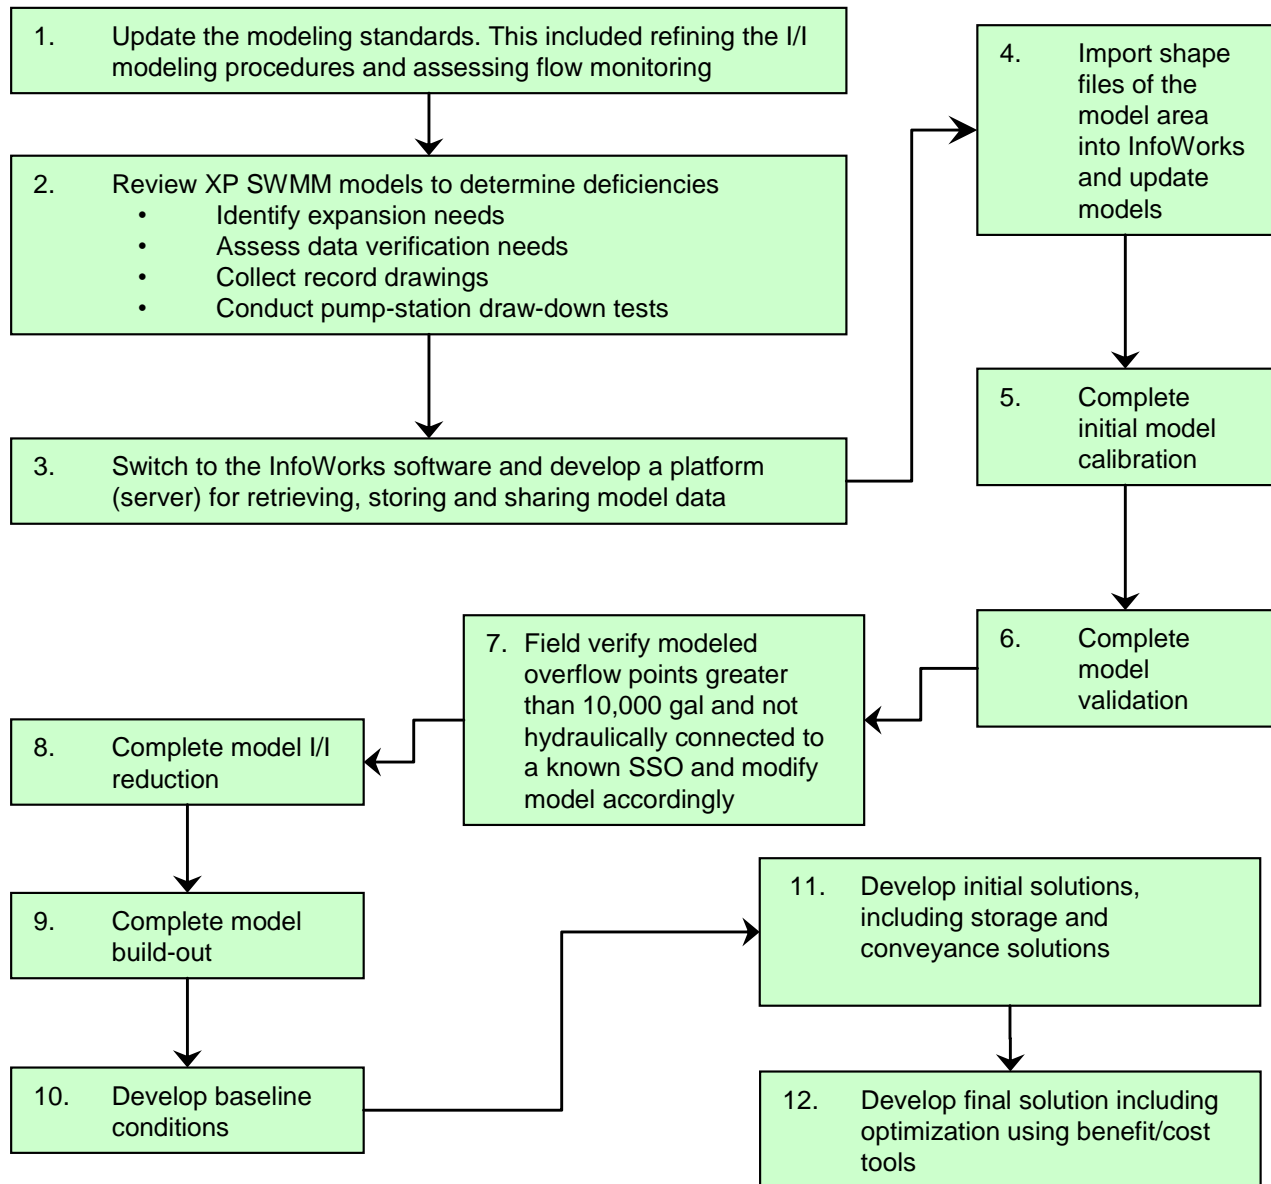 1. Update the modeling standards. This included refining the I/I
modeling procedures and assessing flow monitoring
2. Review XP SWMM models to determine deficiencies
• Identify expansion needs
• Assess data verification needs
• Collect record drawings
• Conduct pump-station draw-down tests
3. Switch to the InfoWorks software and develop a platform
(server) for retrieving, storing and sharing model data
4. Import shape
files of the
model area
into InfoWorks
and update
models
5. Complete
initial model
calibration
6. Complete
model
validation
7. Field verify modeled
overflow points greater
than 10,000 gal and not
hydraulically connected to
a known SSO and modify
model accordingly
8. Complete model I/I
reduction
9. Complete model
build-out
10. Develop baseline
conditions
11. Develop initial solutions,
including storage and
conveyance solutions
12. Develop final solution including
optimization using benefit/cost
tools